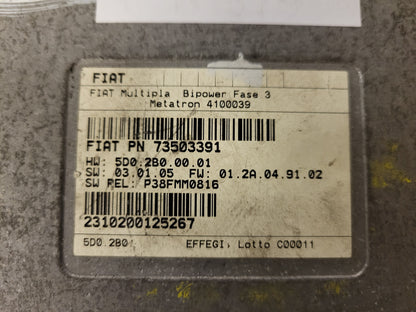 FIAT
FIAT Multipla Bipower Fase 3
Metatron 4100039
FIAT PN 73503391
HW: 5D0.2B0.00.01
SW: 03.01.05 FW: 01.2A.04.91.02
SW REL: P38FMM0816
2310200125267
5D0.2B0 EFFEGI, Lotto C00011